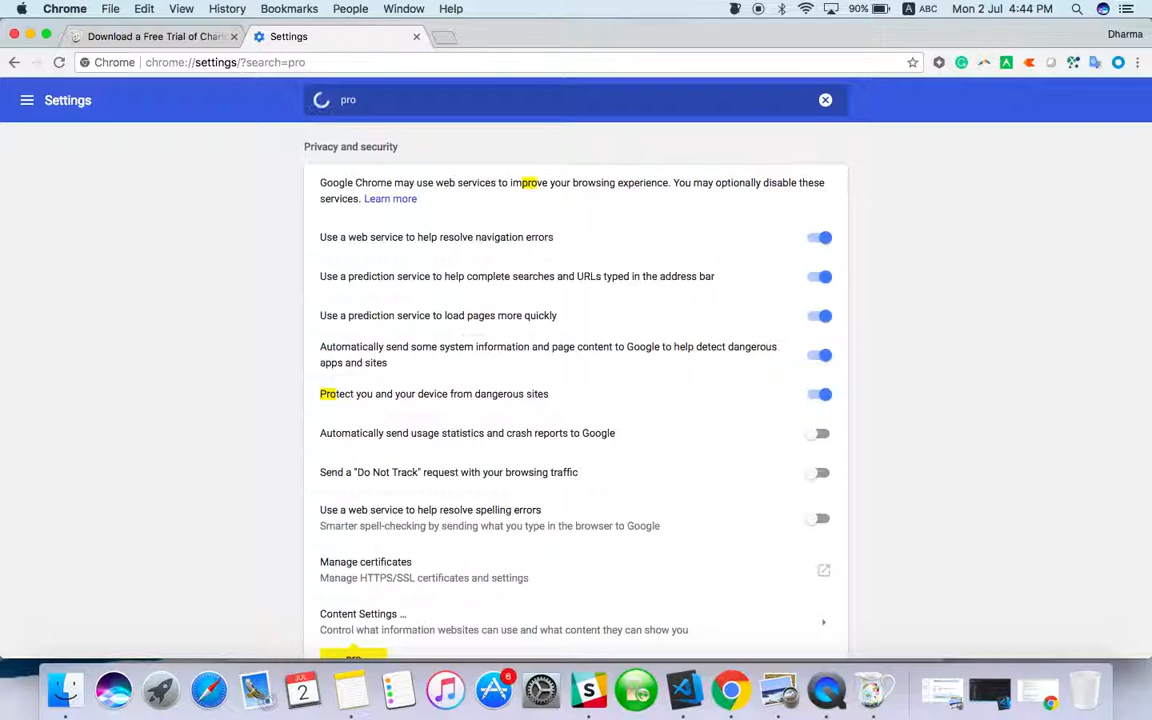 Chrome File Edit View History Bookmarks People Window Help 90% A ABC Mon 2 Jul 4:44 PM
Download a Free Trial of Charl Settings Dharma
Chrome chrome://settings/?search=pro
Settings pro
Privacy and security
Google Chrome may use web services to improve your browsing experience. You may optionally disable these
services. Learn more
Use a web service to help resolve navigation errors
Use a prediction service to help complete searches and URLs typed in the address bar
Use a prediction service to load pages more quickly
Automatically send some system information and page content to Google to help detect dangerous
apps and sites
Protect you and your device from dangerous sites
Automatically send usage statistics and crash reports to Google
Send a "Do Not Track" request with your browsing traffic
Use a web service to help resolve spelling errors
Smarter spell-checking by sending what you type in the browser to Google
Manage certificates
Manage HTTPS/SSL certificates and settings
Content Settings ...
Control what information websites can use and what content they can show you
pro
JUL
2
6